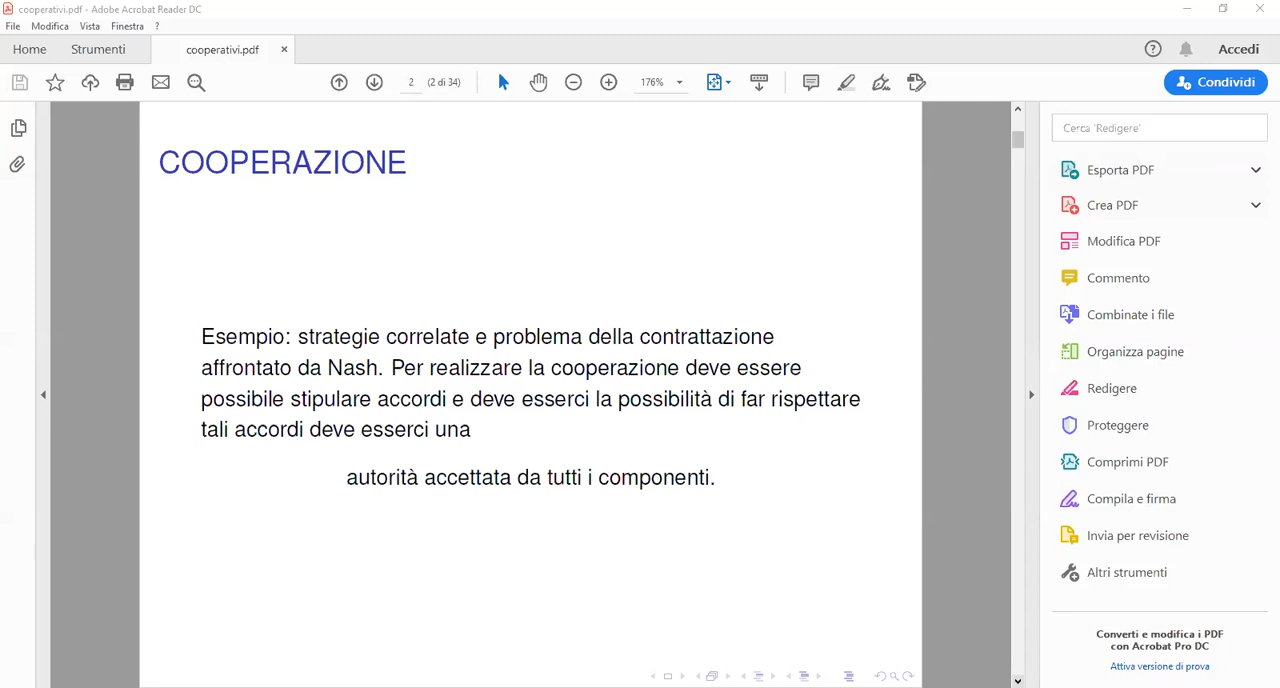 cooperativi.pdf - Adobe Acrobat Reader DC
File Modifica Vista Finestra ?
Home Strumenti cooperativi.pdf × ? Accedi
2 (2 di 34) 176% Condividi
Cerca 'Redigere'
COOPERAZIONE
Esempio: strategie correlate e problema della contrattazione
affrontato da Nash. Per realizzare la cooperazione deve essere
possibile stipulare accordi e deve esserci la possibilità di far rispettare
tali accordi deve esserci una
autorità accettata da tutti i componenti.
Esporta PDF
Crea PDF
Modifica PDF
Commento
Combinate i file
Organizza pagine
Redigere
Proteggere
Comprimi PDF
Compila e firma
Invia per revisione
Altri strumenti
Converti e modifica i PDF
con Acrobat Pro DC
Attiva versione di prova